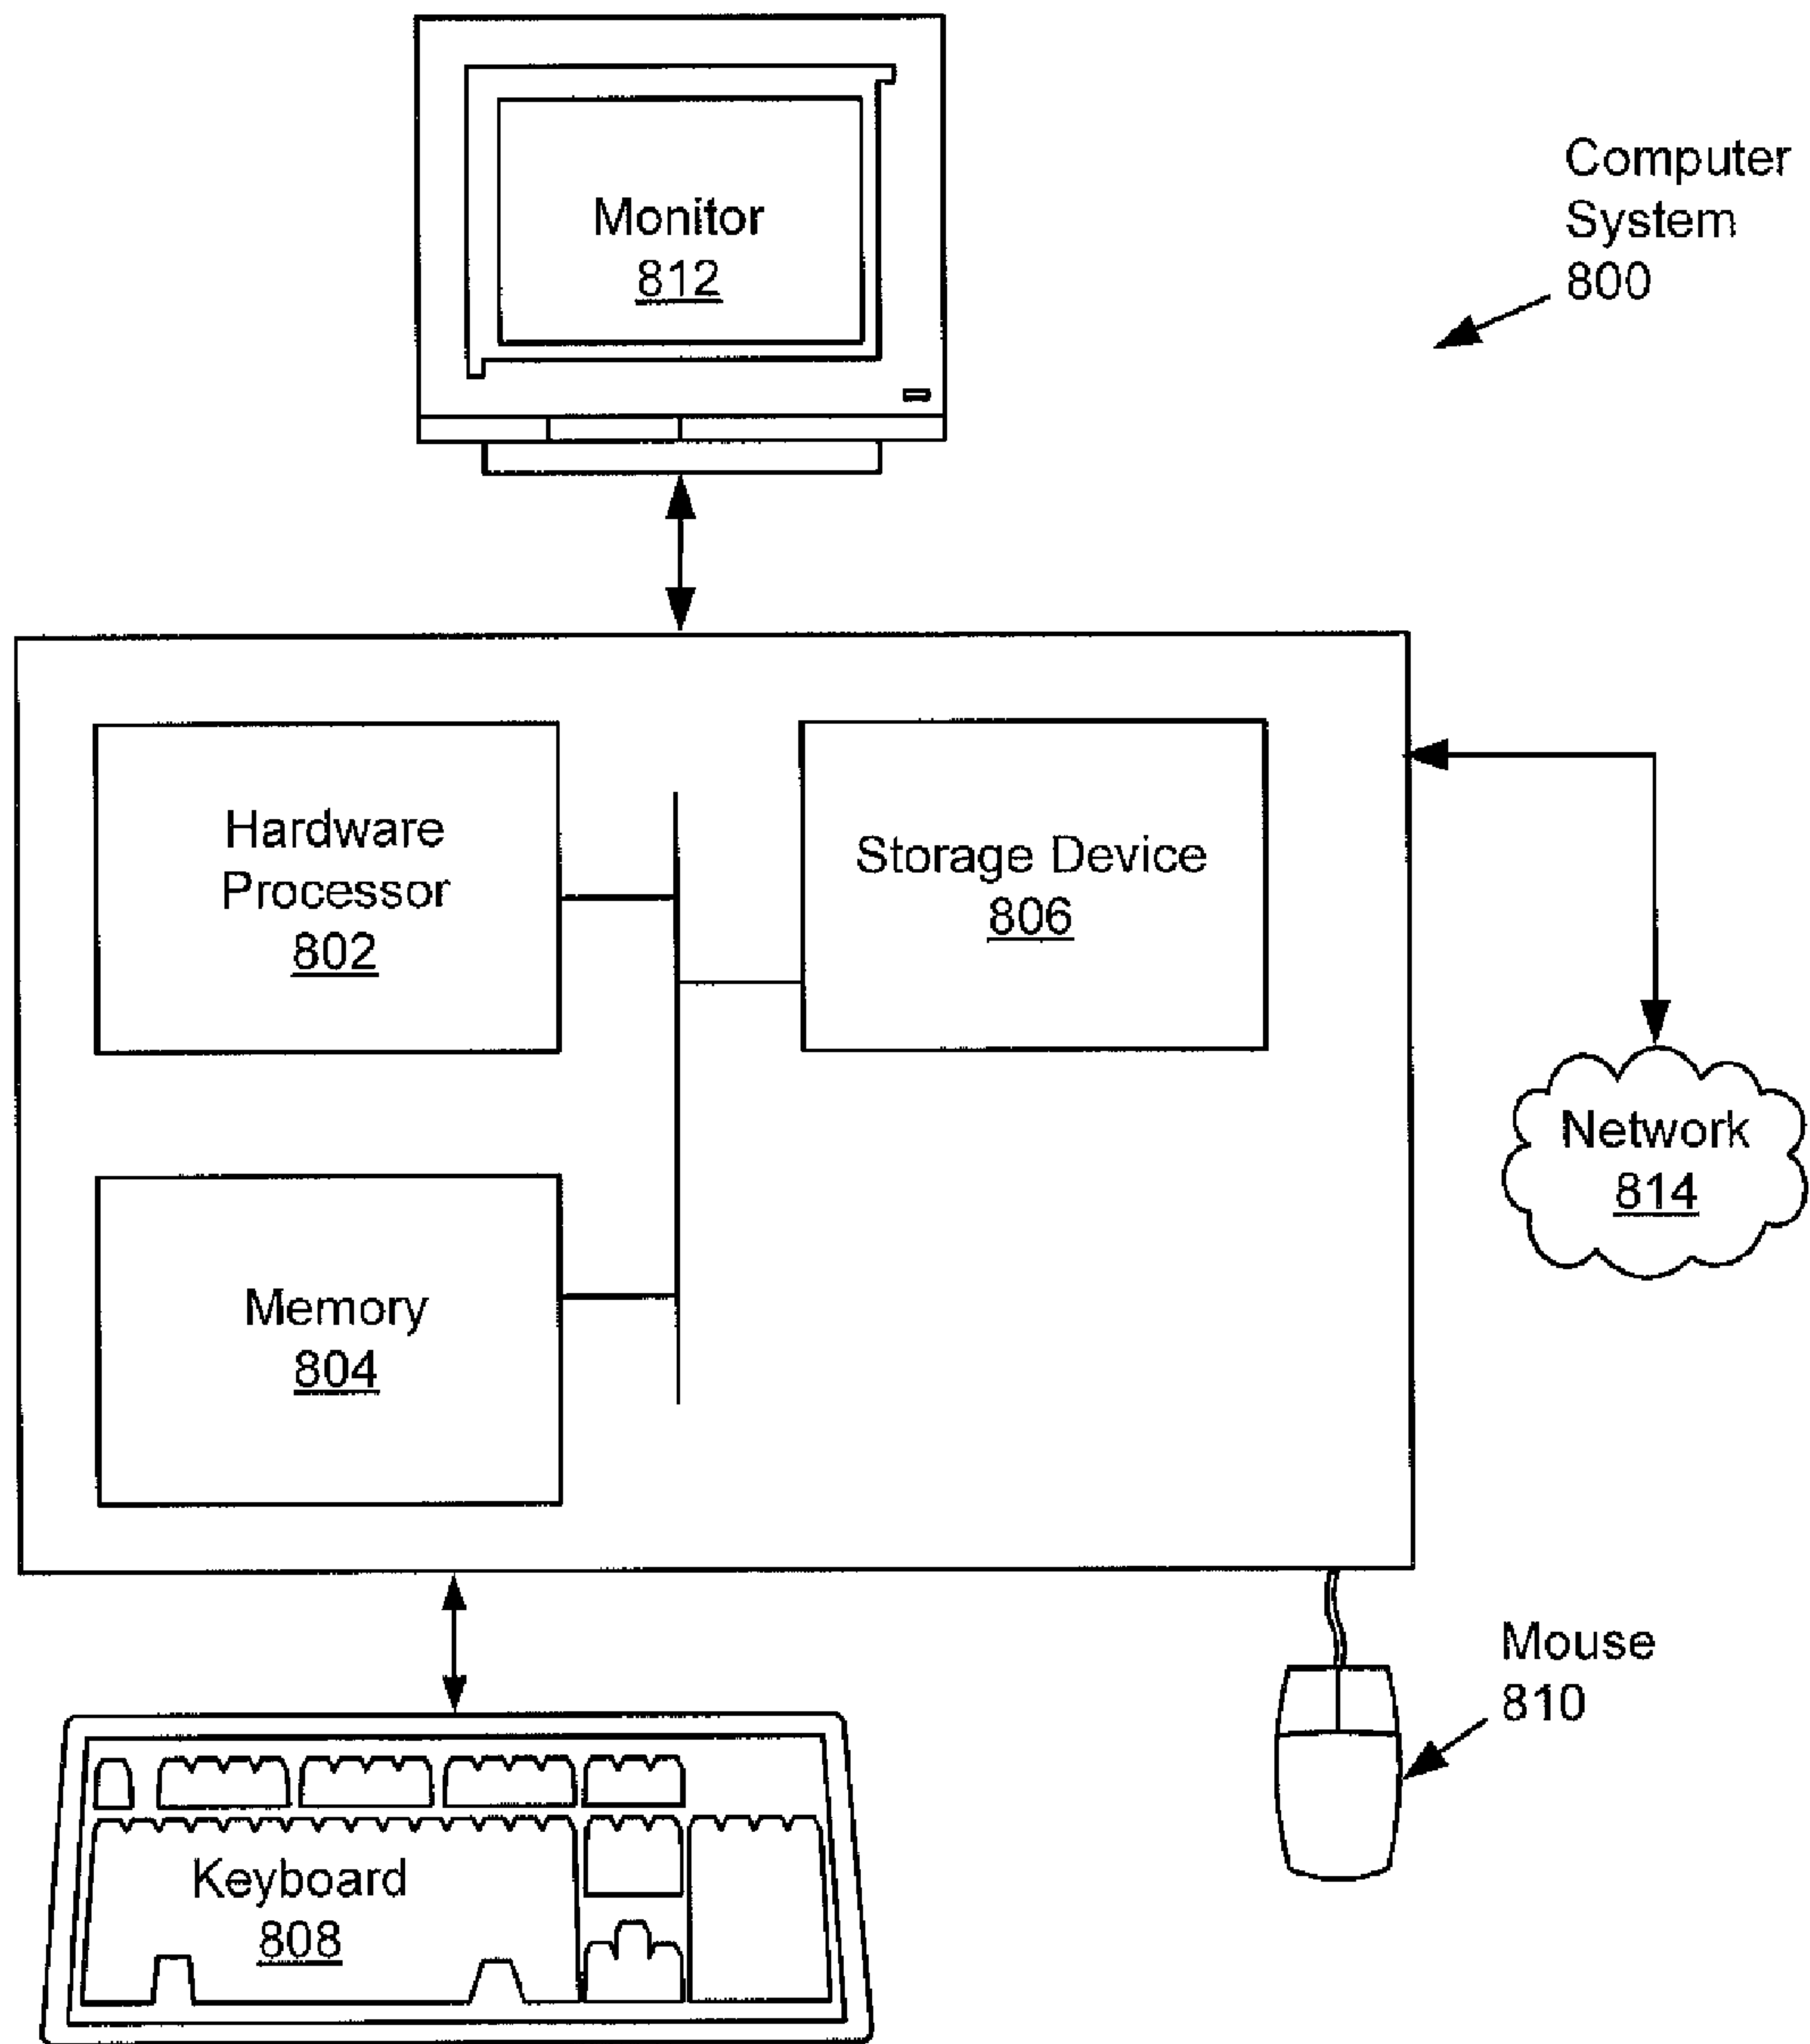 Monitor
812
Computer
System
800
Hardware
Processor
802
Storage Device
806
Network
814
Memory
804
Mouse
810
Keyboard
808